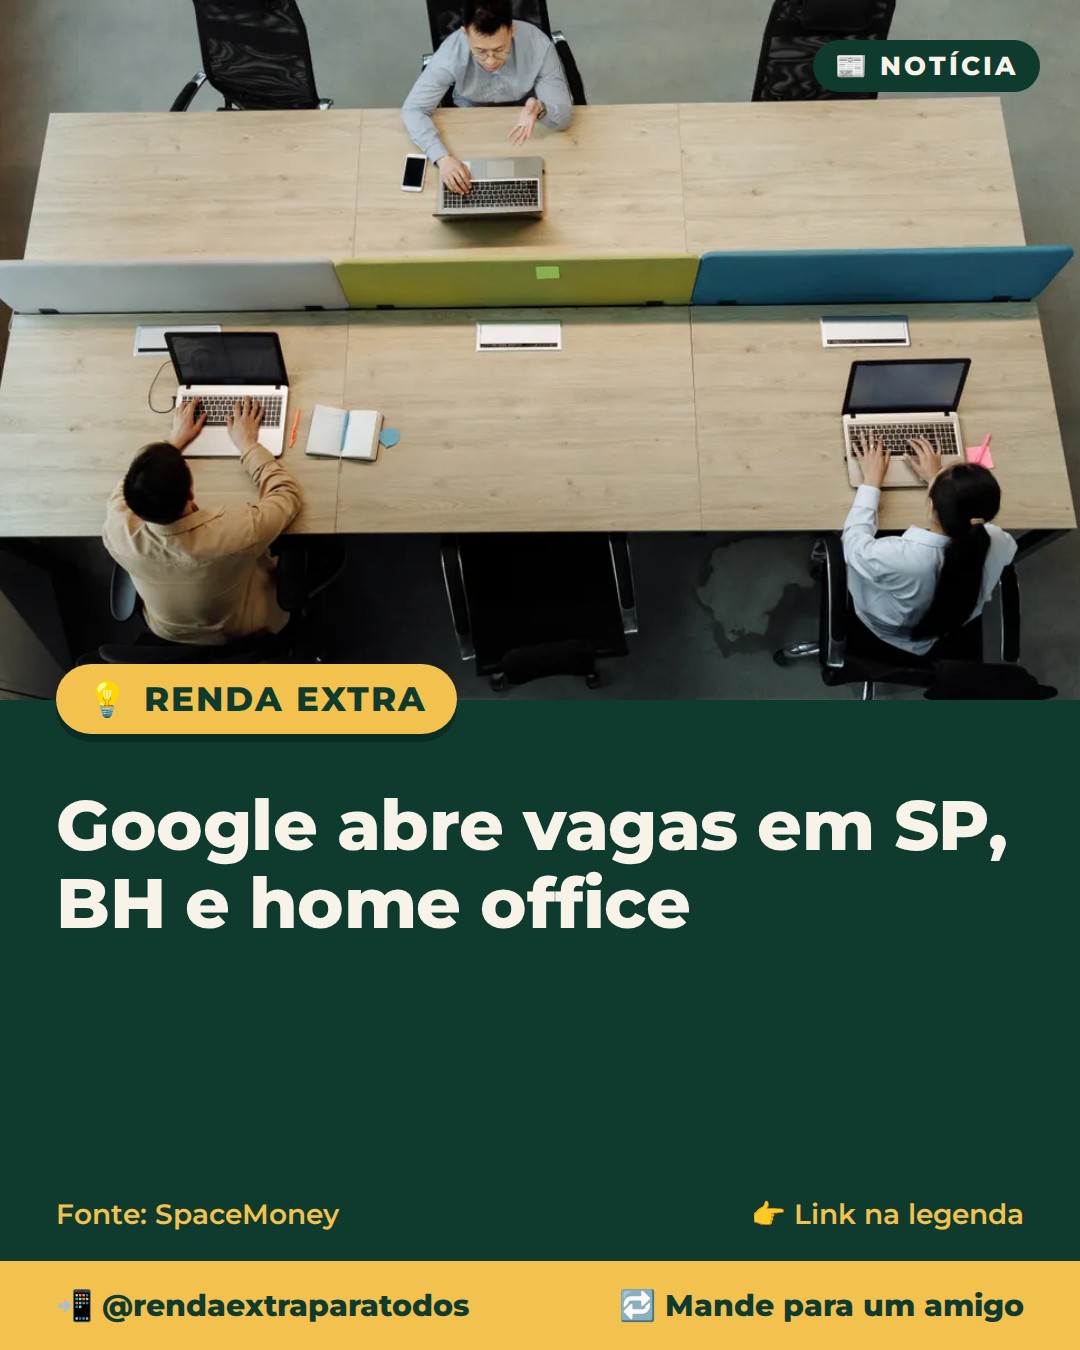 📰 NOTÍCIA
💡 RENDA EXTRA
Google abre vagas em SP,
BH e home office
Fonte: SpaceMoney
👉 Link na legenda
📲 @rendaextraparatodos
🔁 Mande para um amigo